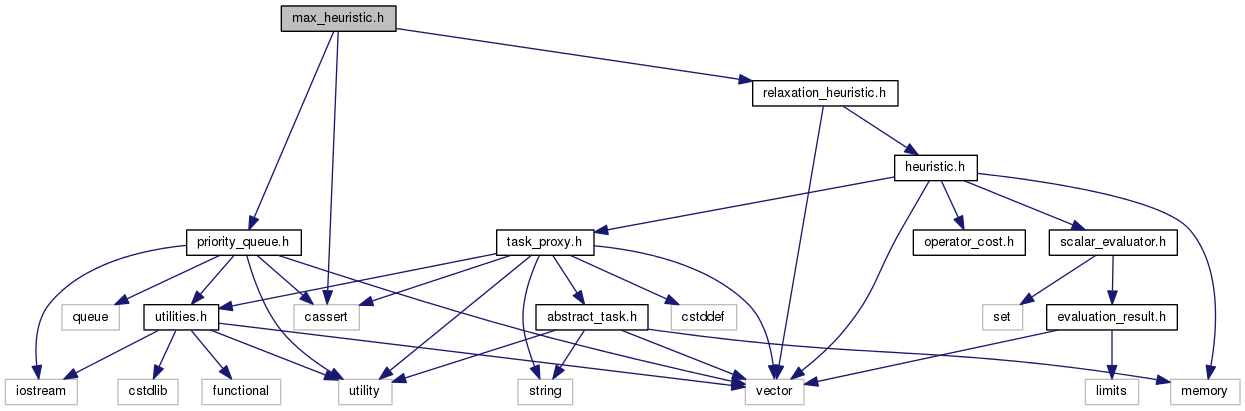 max_heuristic.h
relaxation_heuristic.h
heuristic.h
priority_queue.h
task_proxy.h
operator_cost.h
scalar_evaluator.h
queue
utilities.h
cassert
abstract_task.h
cstddef
set
evaluation_result.h
iostream
cstdlib
functional
utility
string
vector
limits
memory